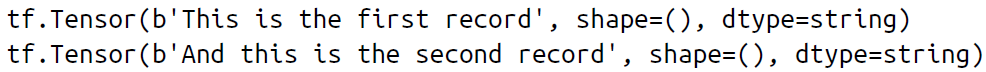 tf.Tensor(b'This is the first record', shape=(), dtype=string)
tf.Tensor(b'And this is the second record', shape=(), dtype=string)